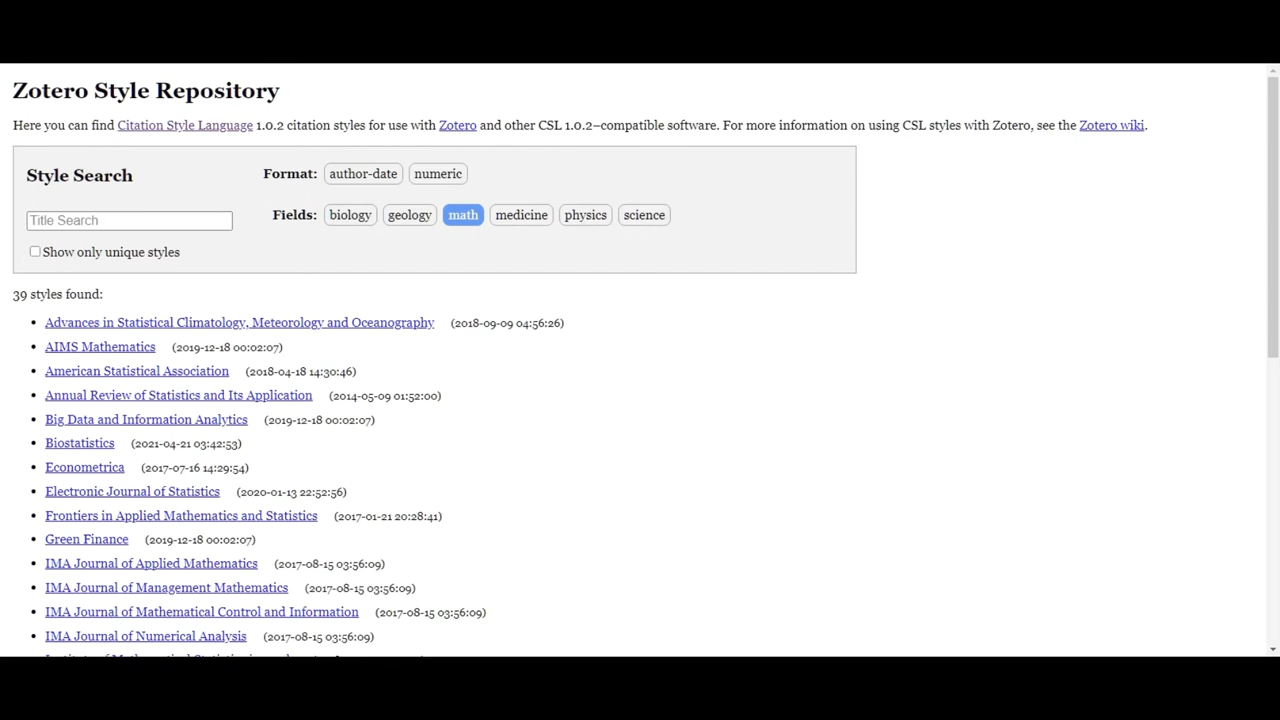 Zotero Style Repository
Here you can find Citation Style Language 1.0.2 citation styles for use with Zotero and other CSL 1.0.2–compatible software. For more information on using CSL styles with Zotero, see the Zotero wiki.
Style Search
Format: author-date numeric
Title Search
Fields: biology geology math medicine physics science
Show only unique styles
39 styles found:
• Advances in Statistical Climatology, Meteorology and Oceanography (2018-09-09 04:56:26)
• AIMS Mathematics (2019-12-18 00:02:07)
• American Statistical Association (2018-04-18 14:30:46)
• Annual Review of Statistics and Its Application (2014-05-09 01:52:00)
• Big Data and Information Analytics (2019-12-18 00:02:07)
• Biostatistics (2021-04-21 03:42:53)
• Econometrica (2017-07-16 14:29:54)
• Electronic Journal of Statistics (2020-01-13 22:52:56)
• Frontiers in Applied Mathematics and Statistics (2017-01-21 20:28:41)
• Green Finance (2019-12-18 00:02:07)
• IMA Journal of Applied Mathematics (2017-08-15 03:56:09)
• IMA Journal of Management Mathematics (2017-08-15 03:56:09)
• IMA Journal of Mathematical Control and Information (2017-08-15 03:56:09)
• IMA Journal of Numerical Analysis (2017-08-15 03:56:09)